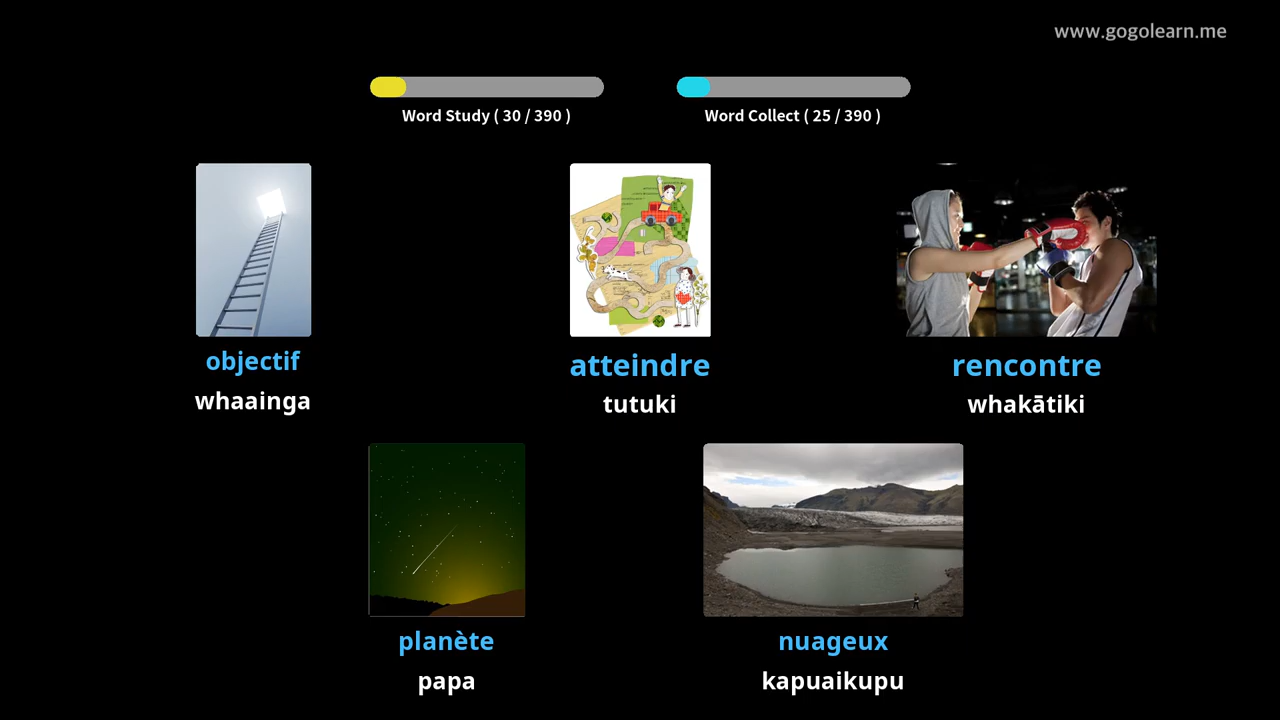 www.gogolearn.me
Word Study ( 30 / 390 )
Word Collect ( 25 / 390 )
objectif
whaainga
atteindre
tutuki
rencontre
whakātiki
planète
papa
nuageux
kapuaikupu